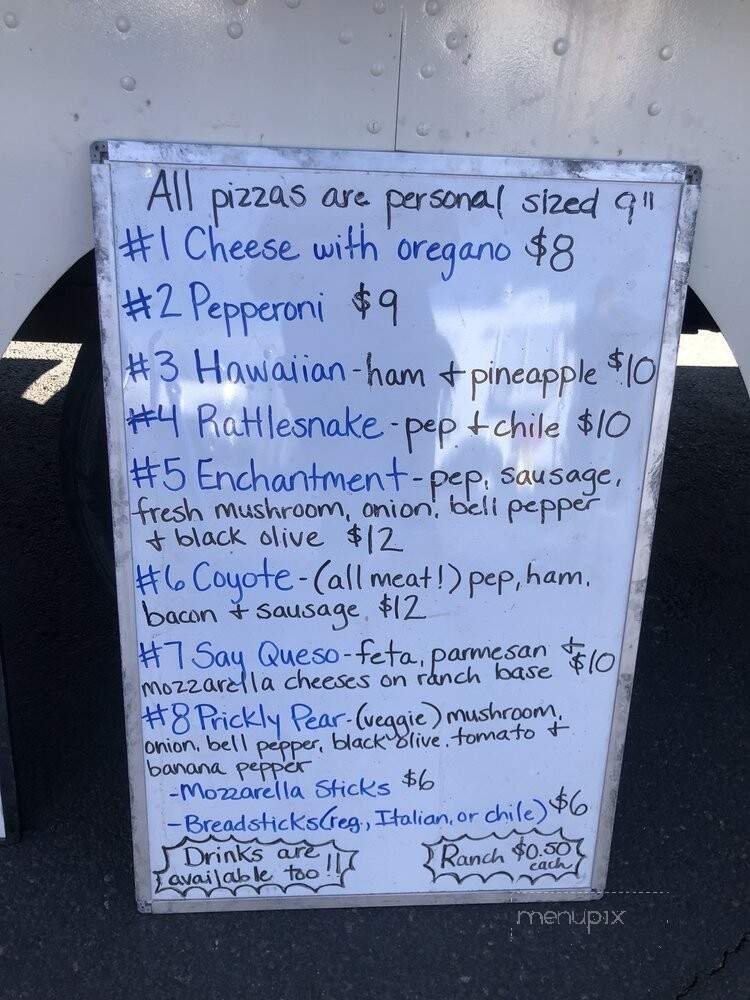 All pizzas are personal sized 9"
#1 Cheese with oregano $8
#2 Pepperoni $9
#3 Hawaiian - ham + pineapple $10
#4 Rattlesnake - pep + chile $10
#5 Enchantment - pep, sausage,
fresh mushroom, onion, bell pepper
+ black olive $12
#6 Coyote - (all meat!) pep, ham,
bacon + sausage $12
#7 Say Queso - feta, parmesan +
mozzarella cheeses on ranch base $10
#8 Prickly Pear - (veggie) mushroom,
onion, bell pepper, black olive, tomato +
banana pepper
- Mozzarella Sticks $6
- Breadsticks (reg., Italian, or chile) $6
Drinks are
available too!!
Ranch $0.50
each
menupix